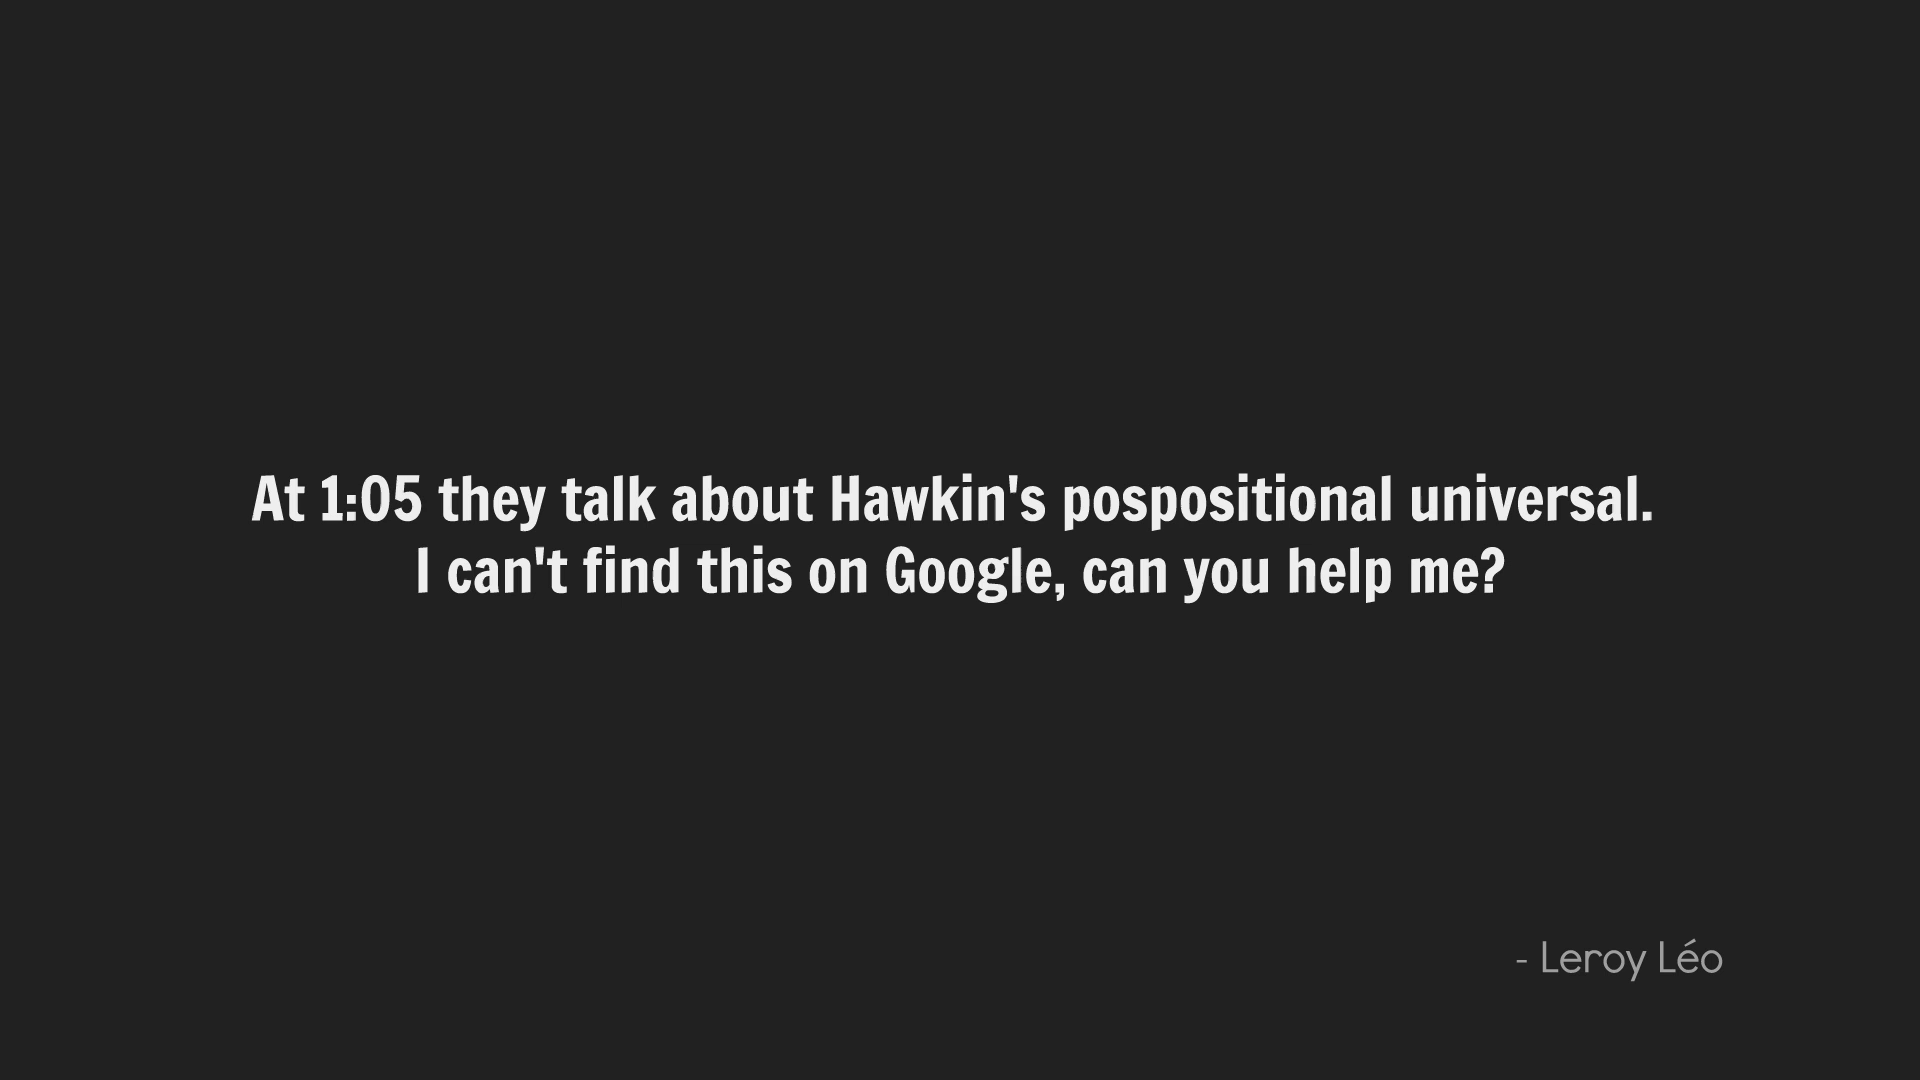 At 1:05 they talk about Hawkin's pospositional universal.
I can't find this on Google, can you help me?
- Leroy Léo